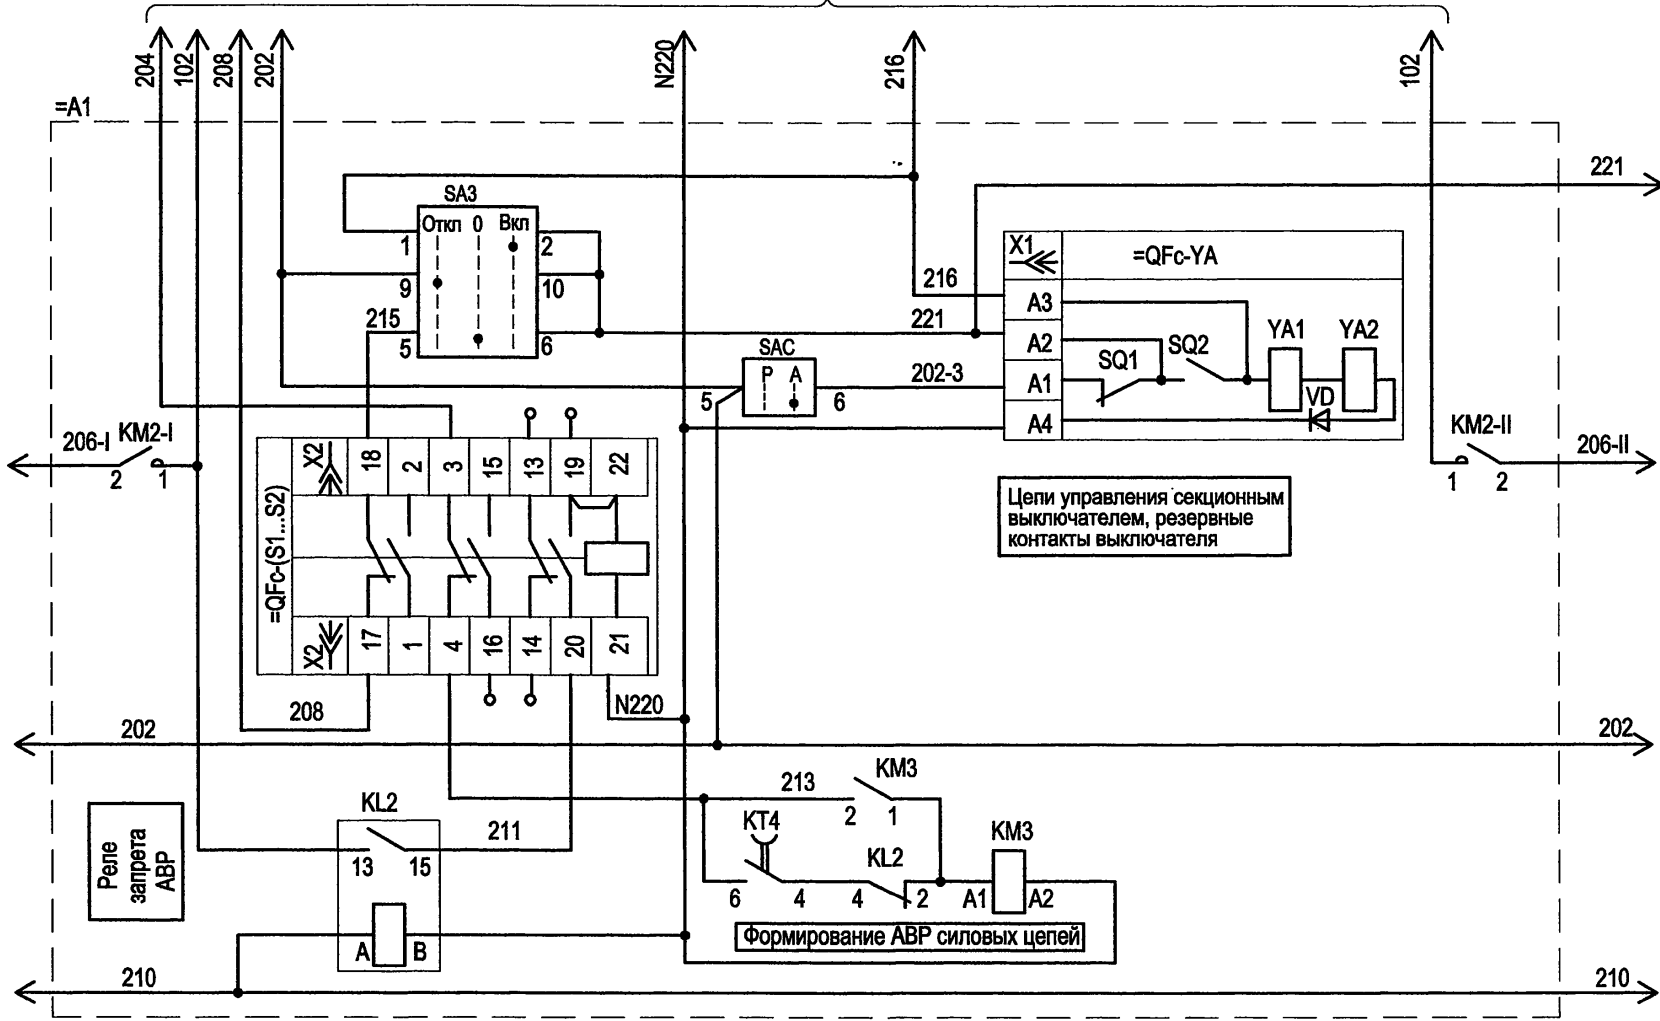 204
102
208
202
N220
216
102
=A1
221
SA3
Откл 0 Вкл
1
2
9
10
215
5
6
X1
=QFc-YA
216
A3
221
A2
SQ1
SQ2
YA1
YA2
SAC
P A
5
6
202-3
A1
VD
A4
206-I
KM2-I
2
1
KM2-II
206-II
1
2
=QFc-(S1...S2)
X2
18
2
3
15
13
19
22
Цепи управления секционным
выключателем, резервные
контакты выключателя
X2
17
1
4
16
14
20
21
208
N220
202
202
213
KM3
2
1
KL2
211
13
15
KT4
6
4
KL2
4
2
KM3
A1
A2
Реле
запрета
АВР
A
B
Формирование АВР силовых цепей
210
210